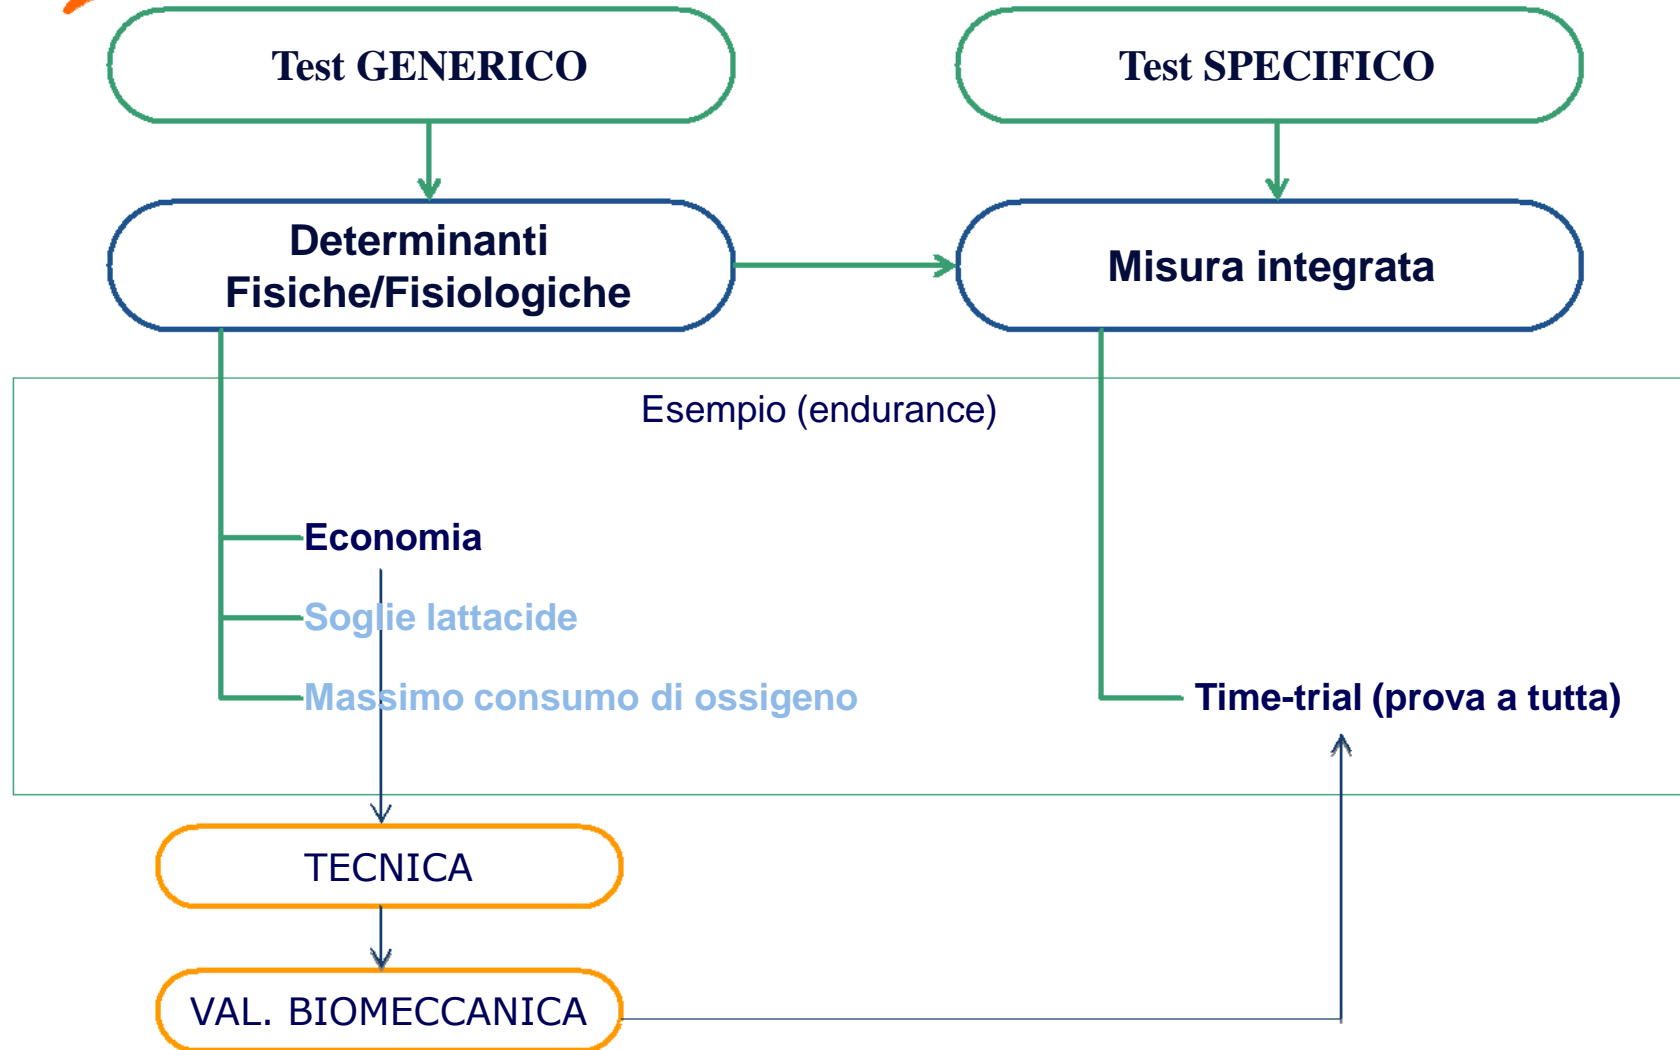 Test GENERICO
Test SPECIFICO
Determinanti
Fisiche/Fisiologiche
Misura integrata
Esempio (endurance)
Economia
Soglie lattacide
Massimo consumo di ossigeno
Time-trial (prova a tutta)
TECNICA
VAL. BIOMECCANICA